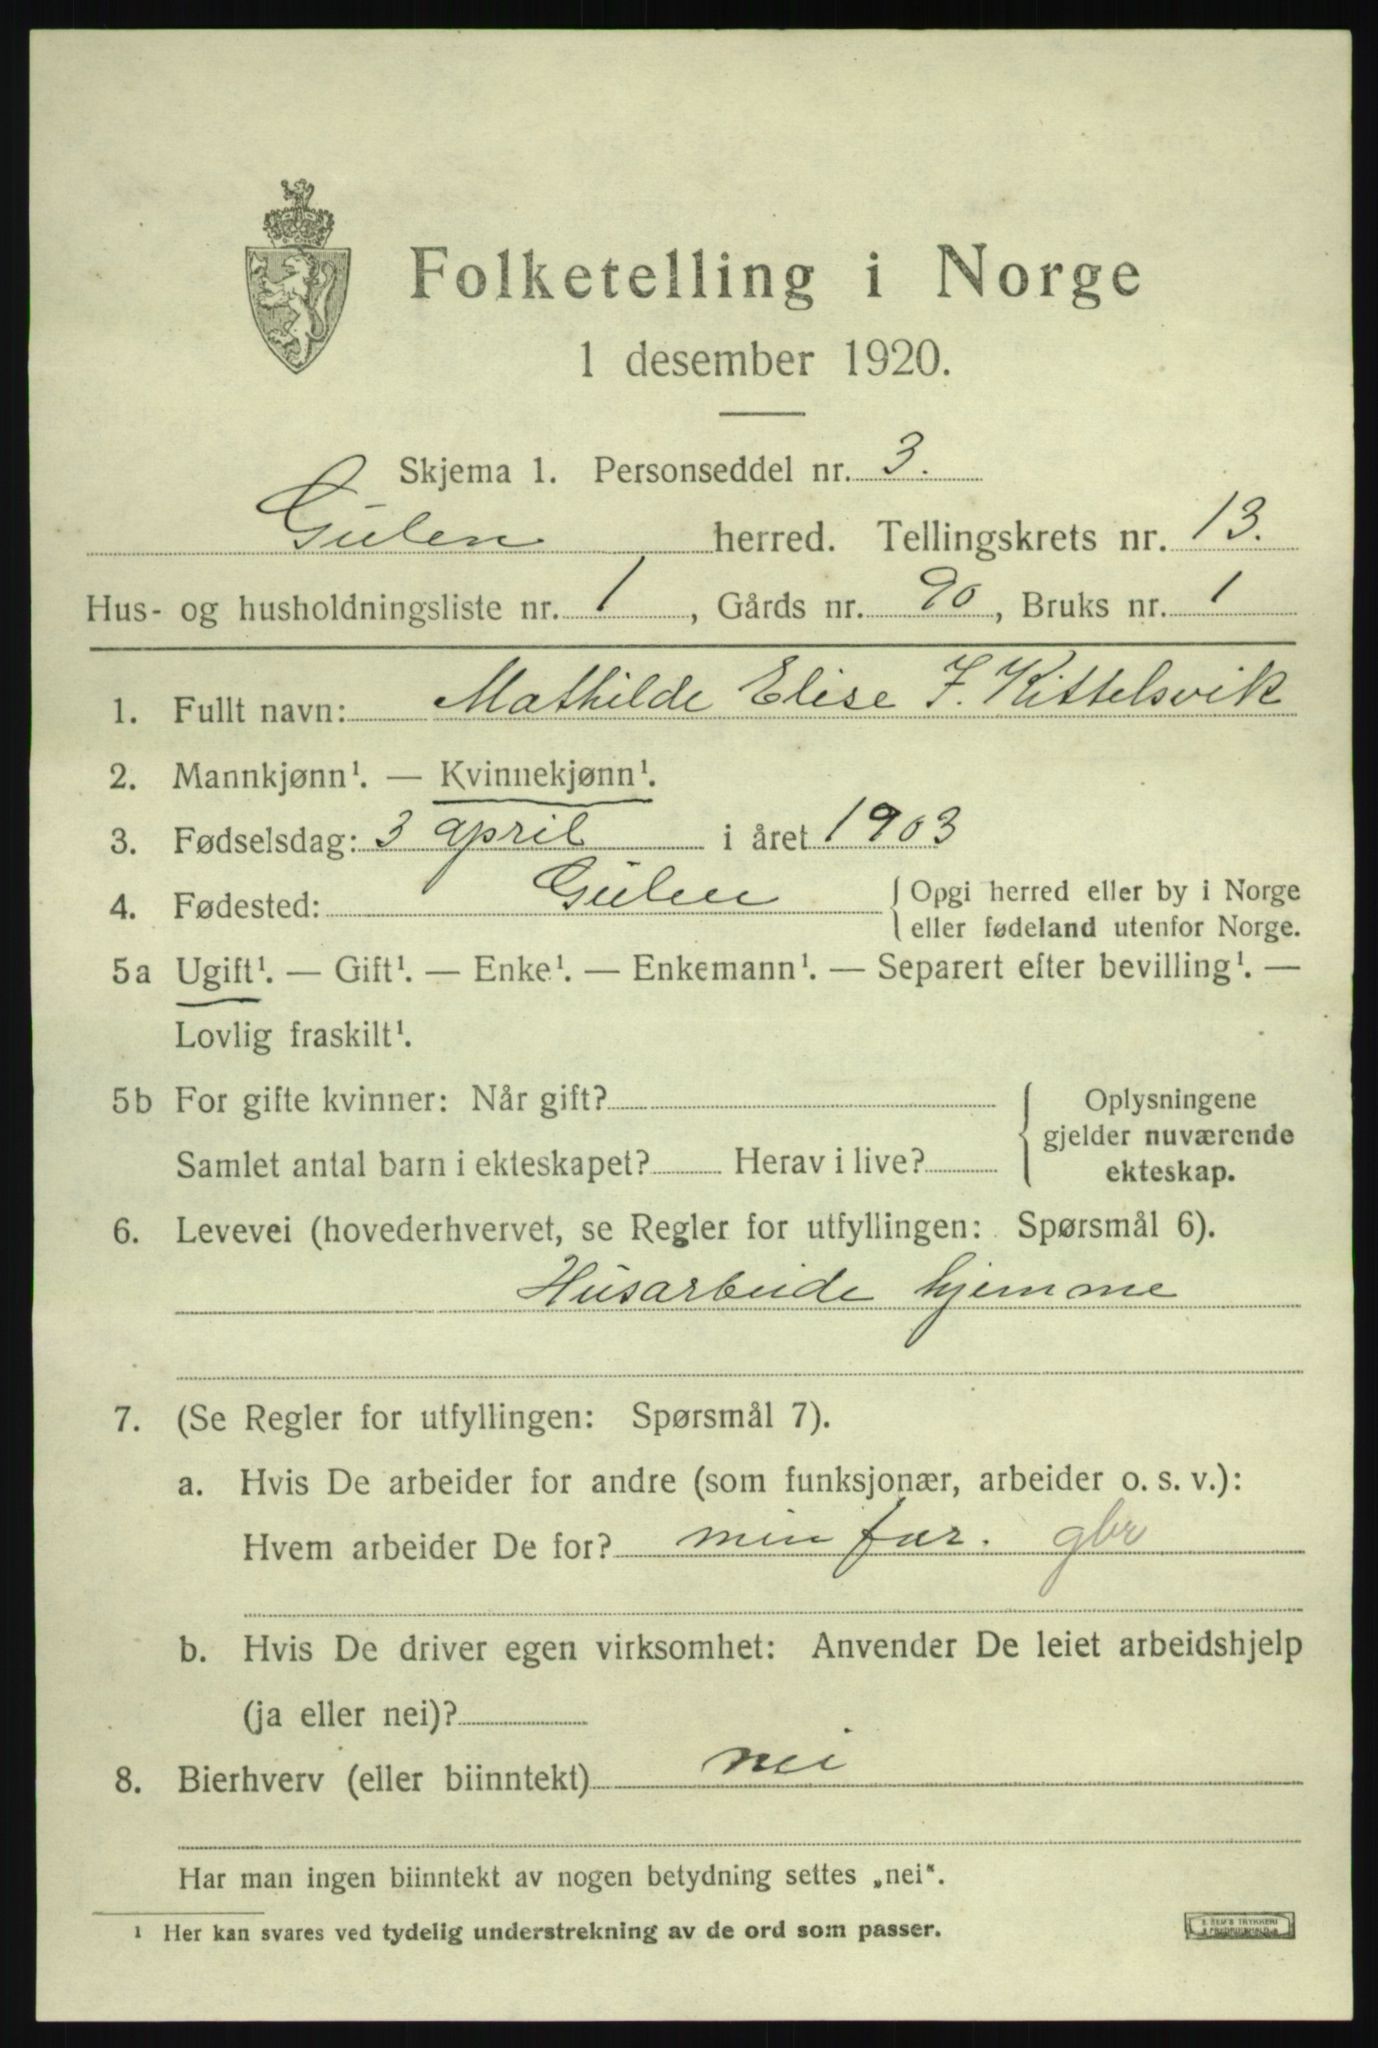 Folketelling i Norge
1 desember 1920.
Skjema 1. Personseddel nr. 3.
Gulen herred. Tellingskrets nr. 13.
Hus- og husholdningsliste nr. 1, Gårds nr. 90, Bruks nr. 1
1. Fullt navn: Mathilde Elise F. Kittelsvik
2. Mannkjønn¹. — Kvinnekjønn¹.
3. Fødselsdag: 3 april i året 1903
4. Fødested: Gulen { Opgi herred eller by i Norge
eller fødeland utenfor Norge.
5a Ugift¹. — Gift¹. — Enke¹. — Enkemann¹. — Separert efter bevilling¹. —
Lovlig fraskilt¹.
5b For gifte kvinner: Når gift? { Oplysningene
gjelder nuværende
Samlet antal barn i ekteskapet? Herav i live? ekteskap.
6. Levevei (hovederhvervet, se Regler for utfyllingen: Spørsmål 6).
Husarbeide hjemme
7. (Se Regler for utfyllingen: Spørsmål 7).
a. Hvis De arbeider for andre (som funksjonær, arbeider o. s. v.):
Hvem arbeider De for? min far. gbr
b. Hvis De driver egen virksomhet: Anvender De leiet arbeidshjelp
(ja eller nei)?
8. Bierhverv (eller biinntekt) nei
Har man ingen biinntekt av nogen betydning settes „nei“.
¹ Her kan svares ved tydelig understrekning av de ord som passer.